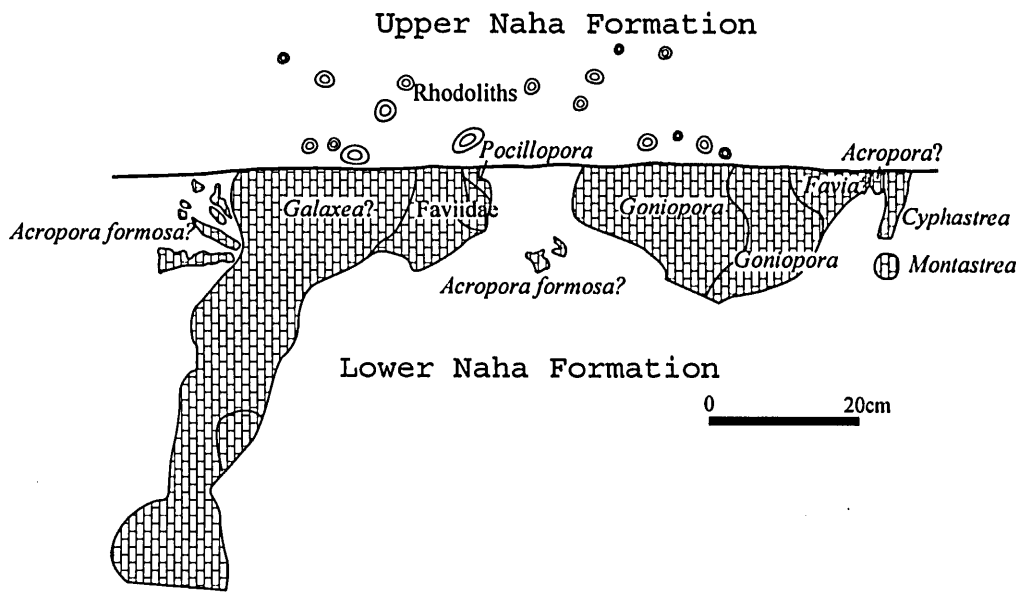 Upper Naha Formation
Rhodoliths
Pocillopora
Acropora?
Galaxea?
Faviidae
Goniopora
Favia
Acropora formosa?
Cyphastrea
Goniopora
Montastrea
Acropora formosa?
Lower Naha Formation
0 20cm